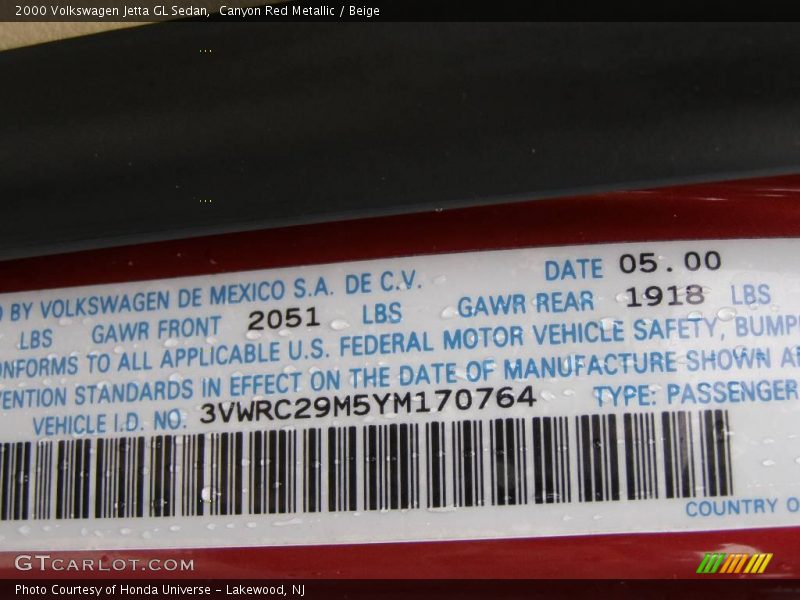 2000 Volkswagen Jetta GL Sedan, Canyon Red Metallic / Beige
BY VOLKSWAGEN DE MEXICO S.A. DE C.V. DATE 05.00
LBS GAWR FRONT 2051 LBS GAWR REAR 1918 LBS
ONFORMS TO ALL APPLICABLE U.S. FEDERAL MOTOR VEHICLE SAFETY, BUMP
VENTION STANDARDS IN EFFECT ON THE DATE OF MANUFACTURE SHOWN A
VEHICLE I.D. NO. 3VWRC29M5YM170764 TYPE: PASSENGER
COUNTRY O
GTCARLOT.COM
Photo Courtesy of Honda Universe - Lakewood, NJ